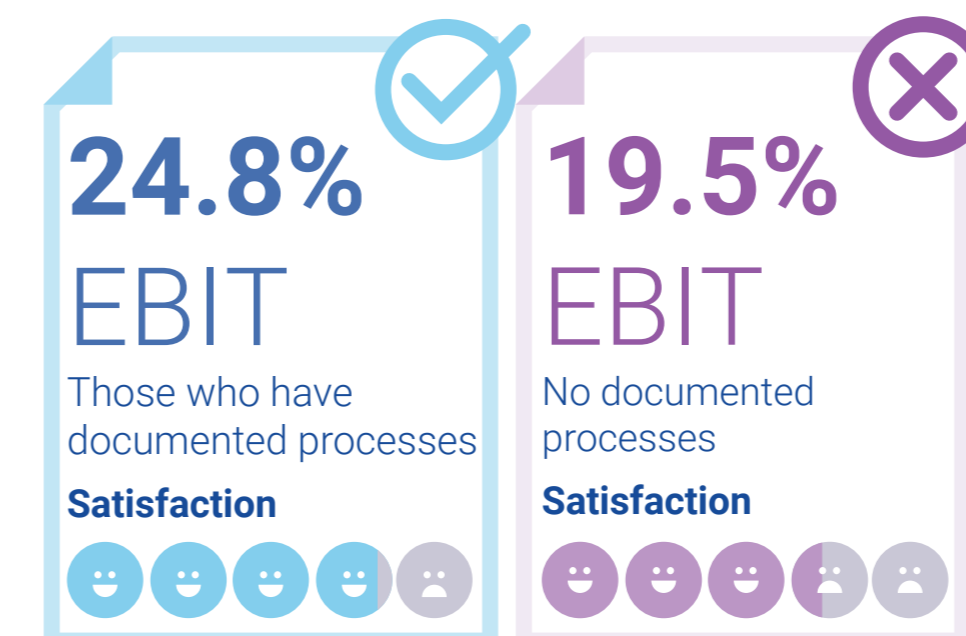 24.8%
EBIT
Those who have
documented processes
Satisfaction
19.5%
EBIT
No documented
processes
Satisfaction